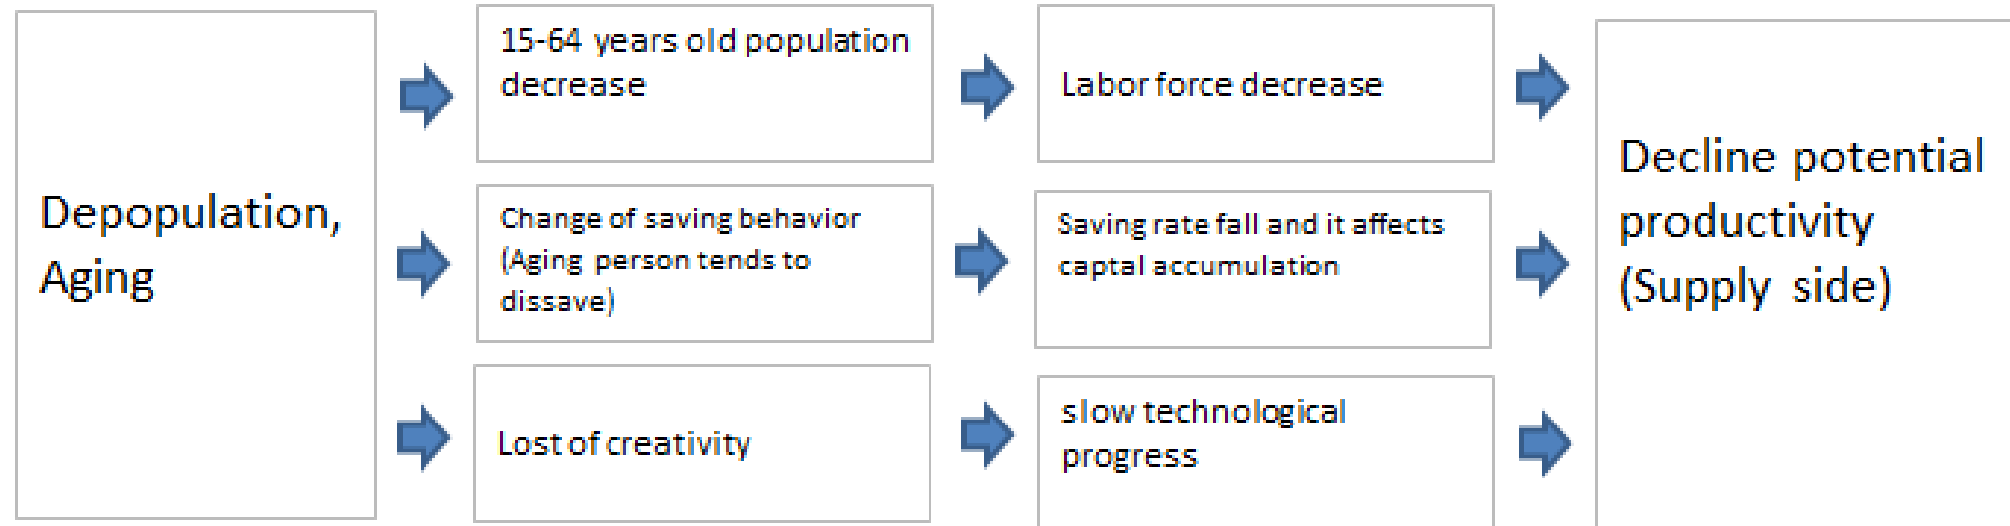 Depopulation,
Aging
15-64 years old population
decrease
Labor force decrease
Change of saving behavior
(Aging person tends to
dissave)
Saving rate fall and it affects
captal accumulation
Lost of creativity
slow technological
progress
Decline potential
productivity
(Supply side)